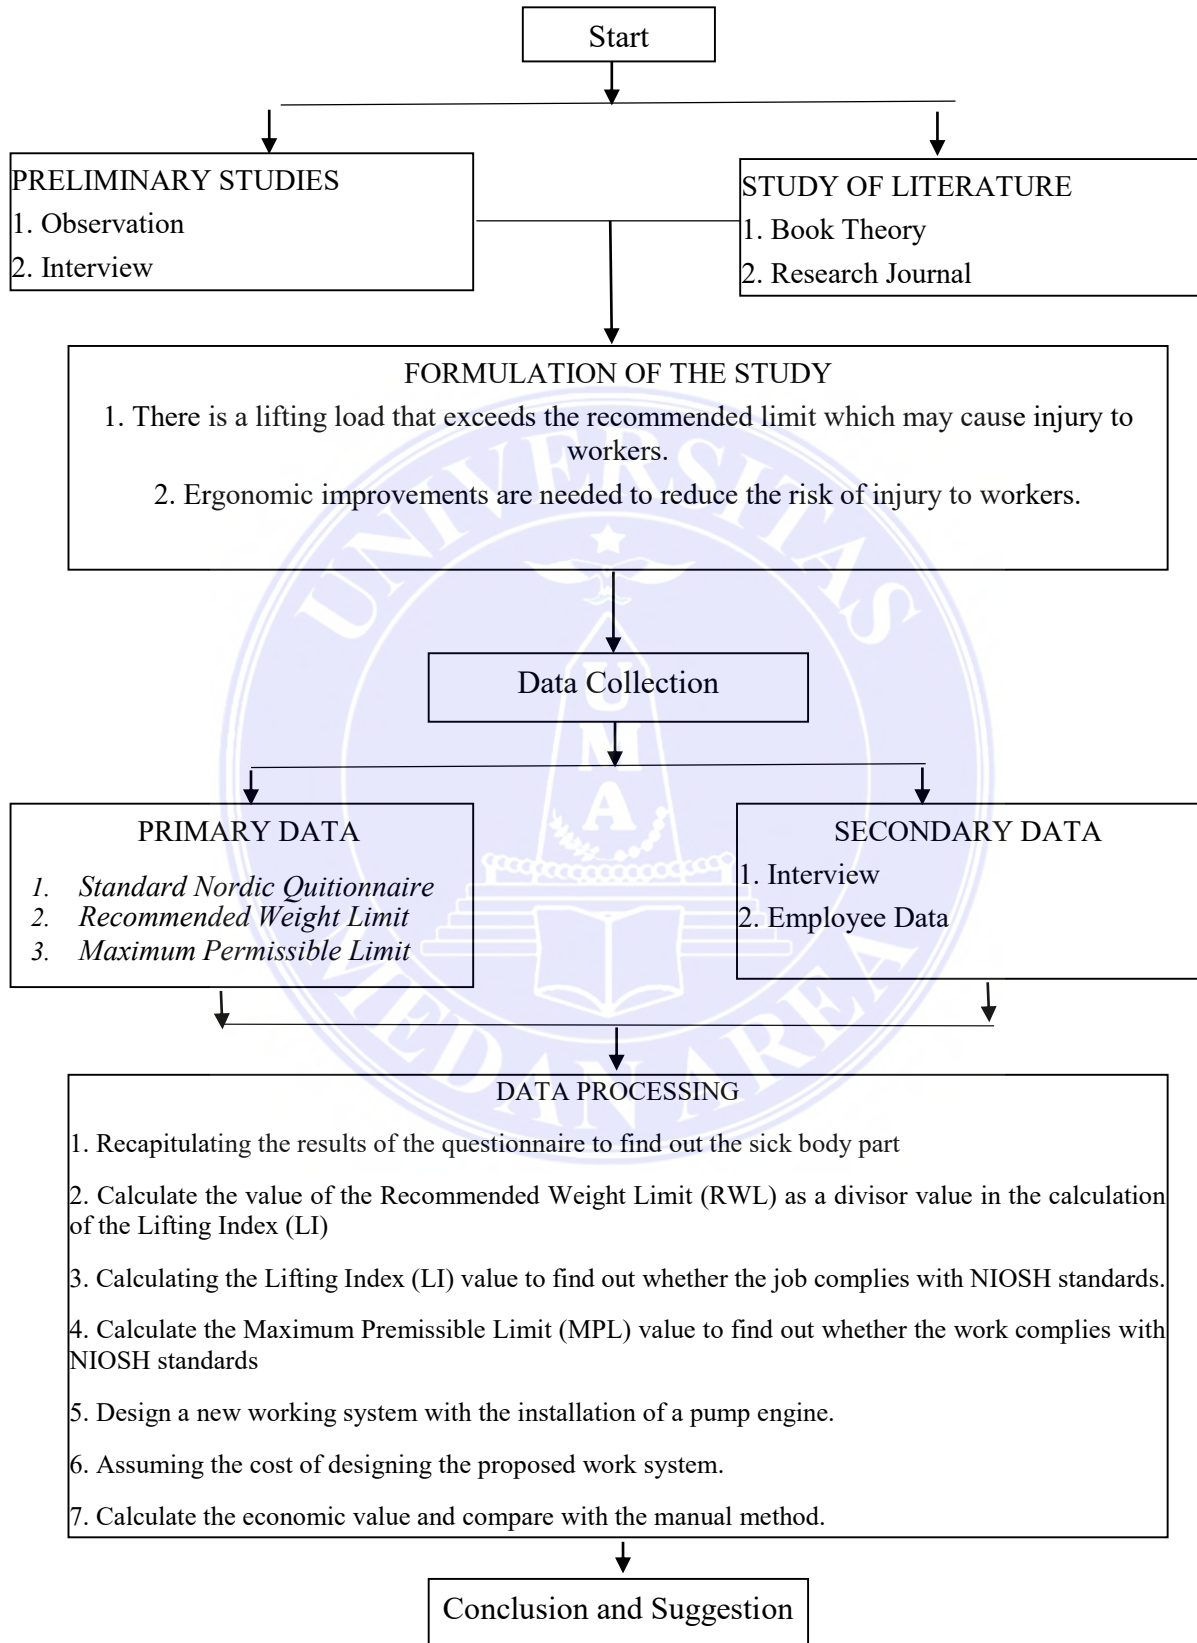 Start
PRELIMINARY STUDIES
1. Observation
2. Interview
STUDY OF LITERATURE
1. Book Theory
2. Research Journal
FORMULATION OF THE STUDY
1. There is a lifting load that exceeds the recommended limit which may cause injury to
workers.
2. Ergonomic improvements are needed to reduce the risk of injury to workers.
Data Collection
PRIMARY DATA
1. Standard Nordic Quitionnaire
2. Recommended Weight Limit
3. Maximum Permissible Limit
SECONDARY DATA
1. Interview
2. Employee Data
DATA PROCESSING
1. Recapitulating the results of the questionnaire to find out the sick body part
2. Calculate the value of the Recommended Weight Limit (RWL) as a divisor value in the calculation
of the Lifting Index (LI)
3. Calculating the Lifting Index (LI) value to find out whether the job complies with NIOSH standards.
4. Calculate the Maximum Premissible Limit (MPL) value to find out whether the work complies with
NIOSH standards
5. Design a new working system with the installation of a pump engine.
6. Assuming the cost of designing the proposed work system.
7. Calculate the economic value and compare with the manual method.
Conclusion and Suggestion
UNIVERSITAS
MEDAN AREA
U
M
A